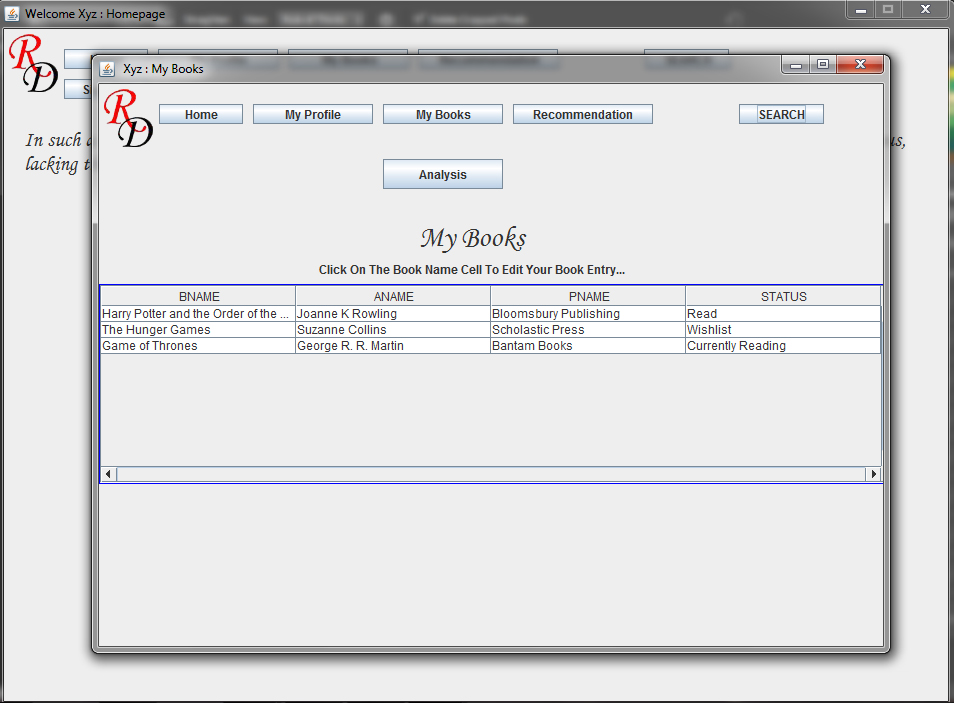 Welcome Xyz : Homepage
RD
In such
us,
lacking
Xyz : My Books
RD
Home My Profile My Books Recommendation SEARCH
Analysis
My Books
Click On The Book Name Cell To Edit Your Book Entry...
BNAME ANAME PNAME STATUS
Harry Potter and the Order of the ... Joanne K Rowling Bloomsbury Publishing Read
The Hunger Games Suzanne Collins Scholastic Press Wishlist
Game of Thrones George R. R. Martin Bantam Books Currently Reading